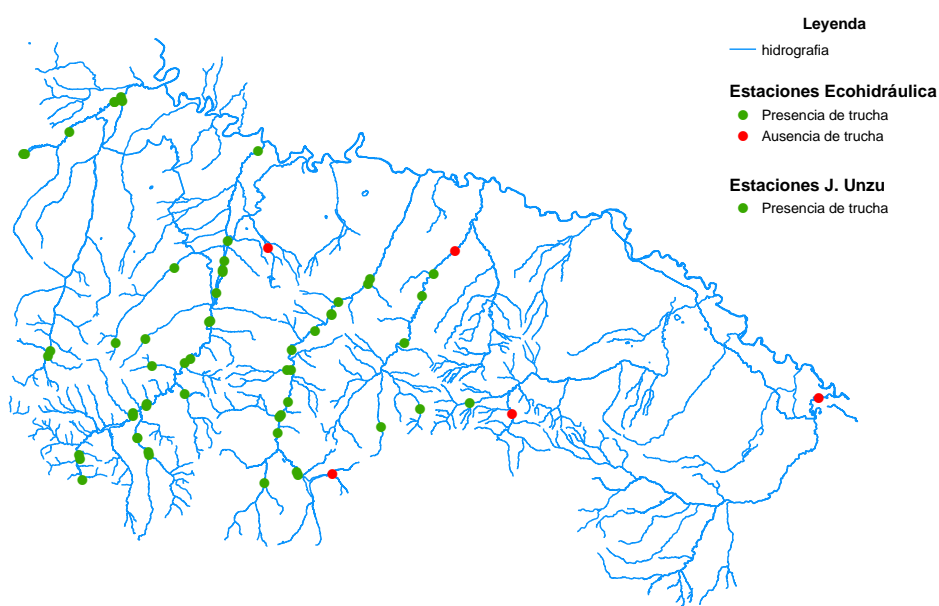 Leyenda
hidrografia
Estaciones Ecohidráulica
Presencia de trucha
Ausencia de trucha
Estaciones J. Unzu
Presencia de trucha